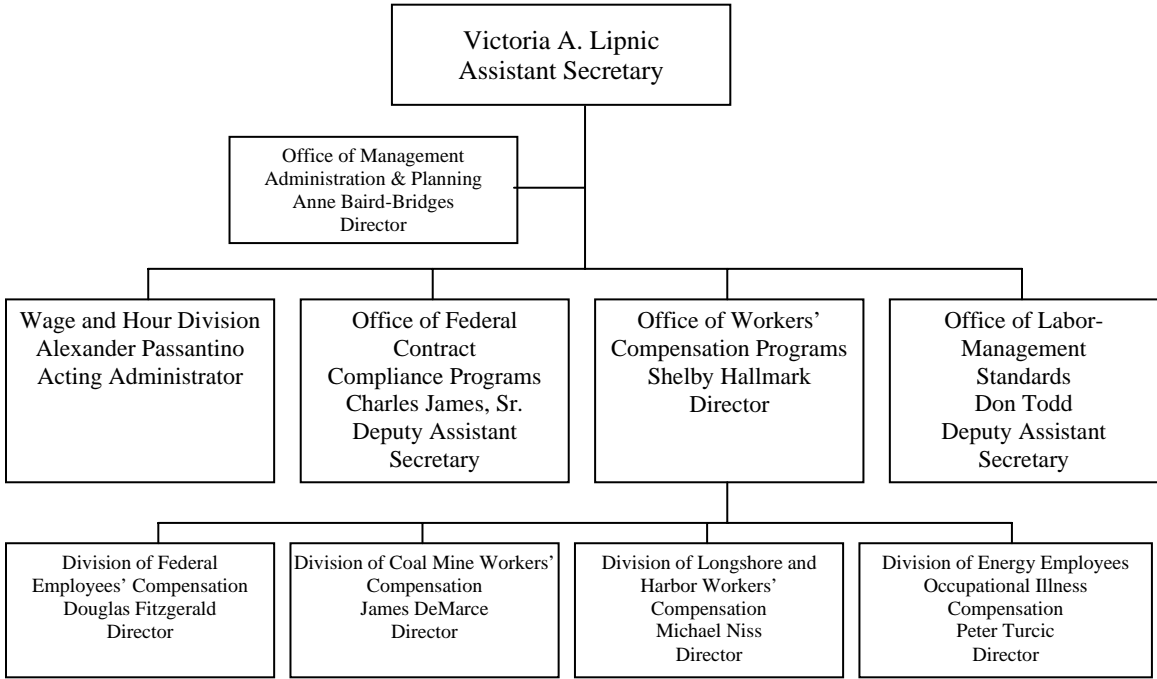 Victoria A. Lipnic
Assistant Secretary
Office of Management
Administration & Planning
Anne Baird-Bridges
Director
Wage and Hour Division
Alexander Passantino
Acting Administrator
Office of Federal
Contract
Compliance Programs
Charles James, Sr.
Deputy Assistant
Secretary
Office of Workers’
Compensation Programs
Shelby Hallmark
Director
Office of Labor-
Management
Standards
Don Todd
Deputy Assistant
Secretary
Division of Federal
Employees’ Compensation
Douglas Fitzgerald
Director
Division of Coal Mine Workers’
Compensation
James DeMarce
Director
Division of Longshore and
Harbor Workers’
Compensation
Michael Niss
Director
Division of Energy Employees
Occupational Illness
Compensation
Peter Turcic
Director